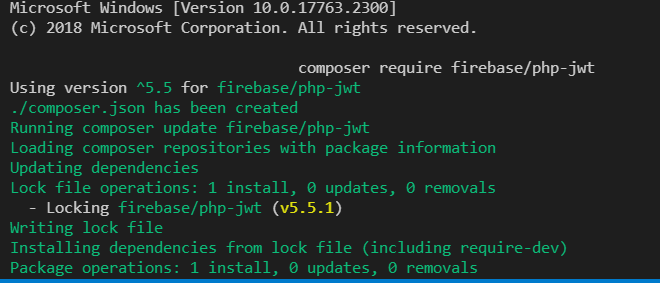 Microsoft Windows [Version 10.0.17763.2300]
(c) 2018 Microsoft Corporation. All rights reserved.
composer require firebase/php-jwt
Using version ^5.5 for firebase/php-jwt
./composer.json has been created
Running composer update firebase/php-jwt
Loading composer repositories with package information
Updating dependencies
Lock file operations: 1 install, 0 updates, 0 removals
- Locking firebase/php-jwt (v5.5.1)
Writing lock file
Installing dependencies from lock file (including require-dev)
Package operations: 1 install, 0 updates, 0 removals